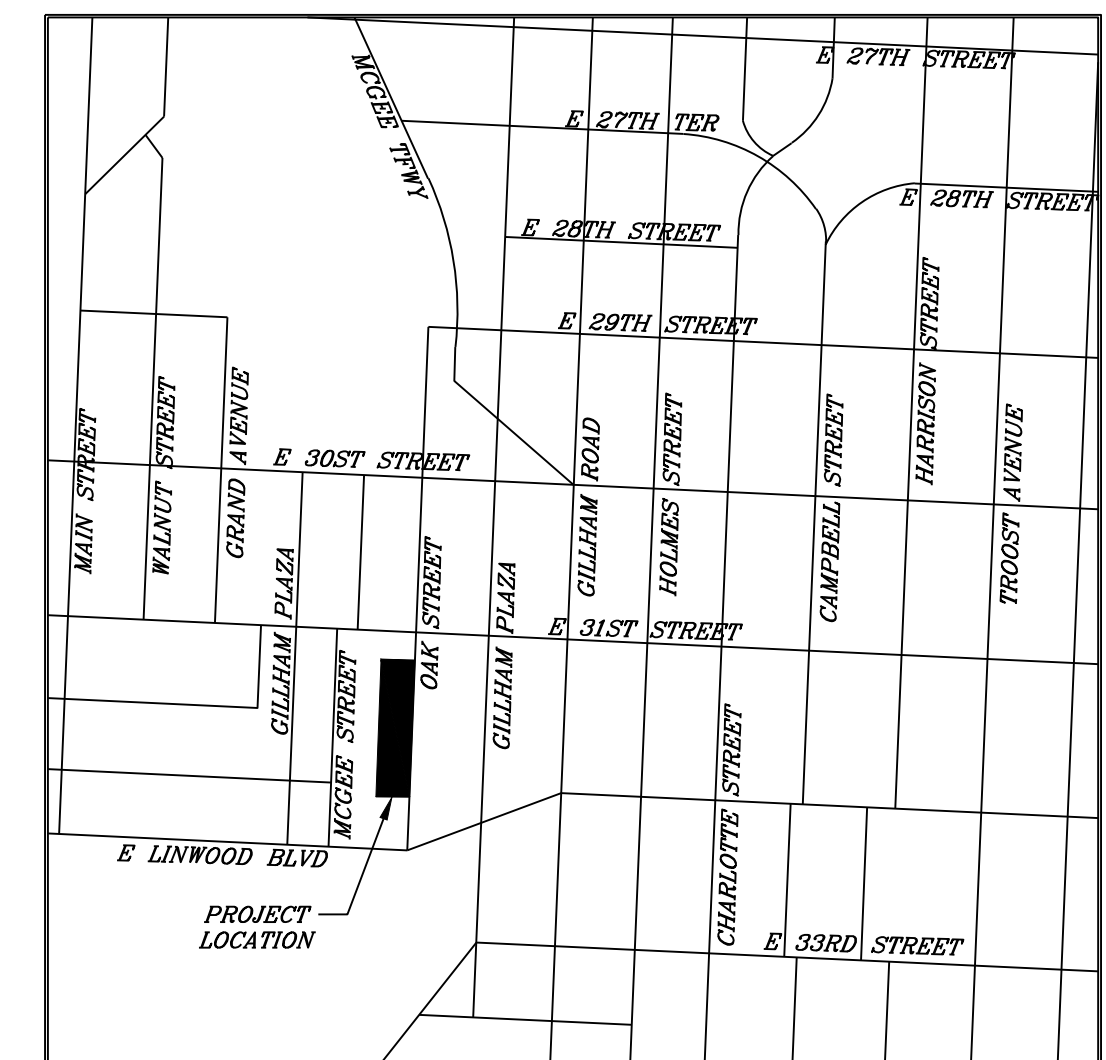 E 27TH STREET
MCGEE TFWY
E 27TH TER
E 28TH STREET
E 28TH STREET
E 29TH STREET
HARRISON STREET
MAIN STREET
WALNUT STREET
GRAND AVENUE
E 30ST STREET
GILLHAM ROAD
HOLMES STREET
CAMPBELL STREET
TROOST AVENUE
GILLHAM PLAZA
OAK STREET
GILLHAM PLAZA
E 31ST STREET
MCGEE STREET
CHARLOTTE STREET
E LINWOOD BLVD
PROJECT
LOCATION
E 33RD STREET